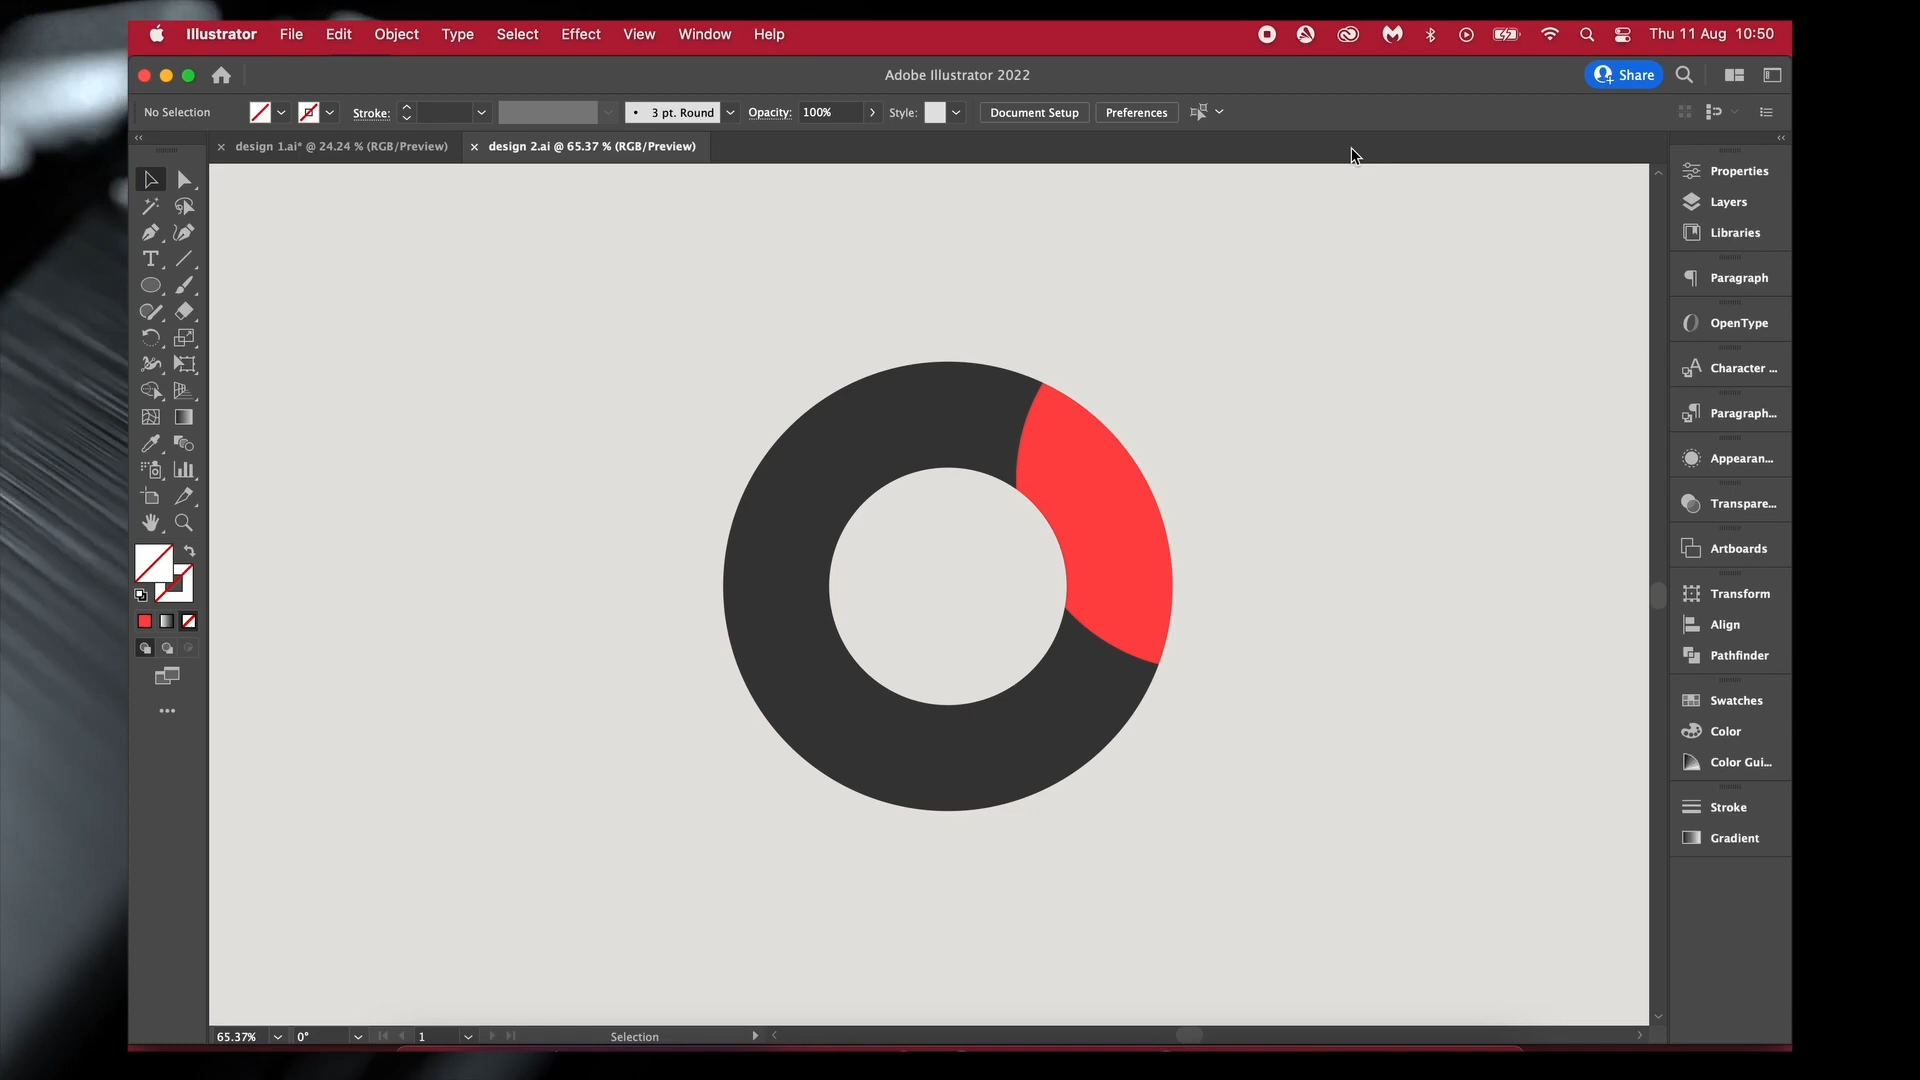 Illustrator File Edit Object Type Select Effect View Window Help Thu 11 Aug 10:50
Adobe Illustrator 2022 Share
No Selection Stroke: 3 pt. Round Opacity: 100% Style: Document Setup Preferences
design 1.ai* @ 24.24 % (RGB/Preview) design 2.ai @ 65.37 % (RGB/Preview)
Properties
Layers
Libraries
Paragraph
OpenType
Character ...
Paragraph...
Appearan...
Transpare...
Artboards
Transform
Align
Pathfinder
Swatches
Color
Color Gui...
Stroke
Gradient
65.37% 0° 1 Selection